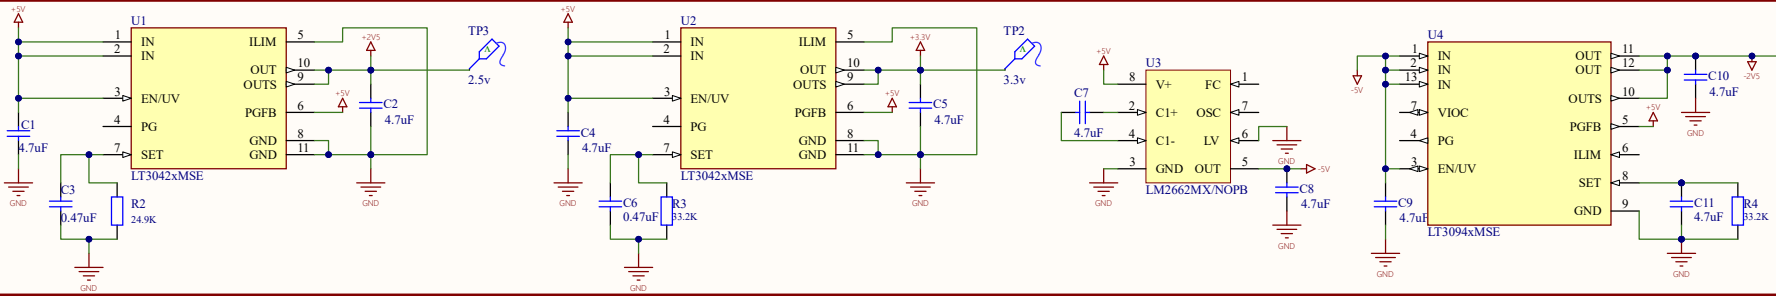 +5V
U1
1 IN
2 IN
3 EN/UV
4 PG
7 SET
ILIM 5
OUT 10
OUTS 9
PGFB 6
GND 8
GND 11
LT3042xMSE
C1
4.7uF
GND
C3
0.47uF
R2
24.9K
GND
+2V5
+5V
C2
4.7uF
GND
TP3
A
2.5v
+5V
U2
1 IN
2 IN
3 EN/UV
4 PG
7 SET
ILIM 5
OUT 10
OUTS 9
PGFB 6
GND 8
GND 11
LT3042xMSE
C4
4.7uF
GND
C6
0.47uF
R3
33.2K
GND
+3.3V
+5V
C5
4.7uF
GND
TP2
A
3.3v
+5V
U3
8 V+
2 C1+
4 C1-
3 GND
FC 1
OSC 7
LV 6
OUT 5
LM2662MX/NOPB
C7
4.7uF
GND
GND
-5V
C8
4.7uF
GND
-5V
U4
1 IN
2 IN
13 IN
7 VIOC
4 PG
3 EN/UV
OUT 11
OUT 12
OUTS 10
PGFB 5
ILIM 6
SET 8
GND 9
LT3094xMSE
C9
4.7uF
GND
C10
4.7uF
GND
-2V5
+5V
C11
4.7uF
R4
33.2K
GND